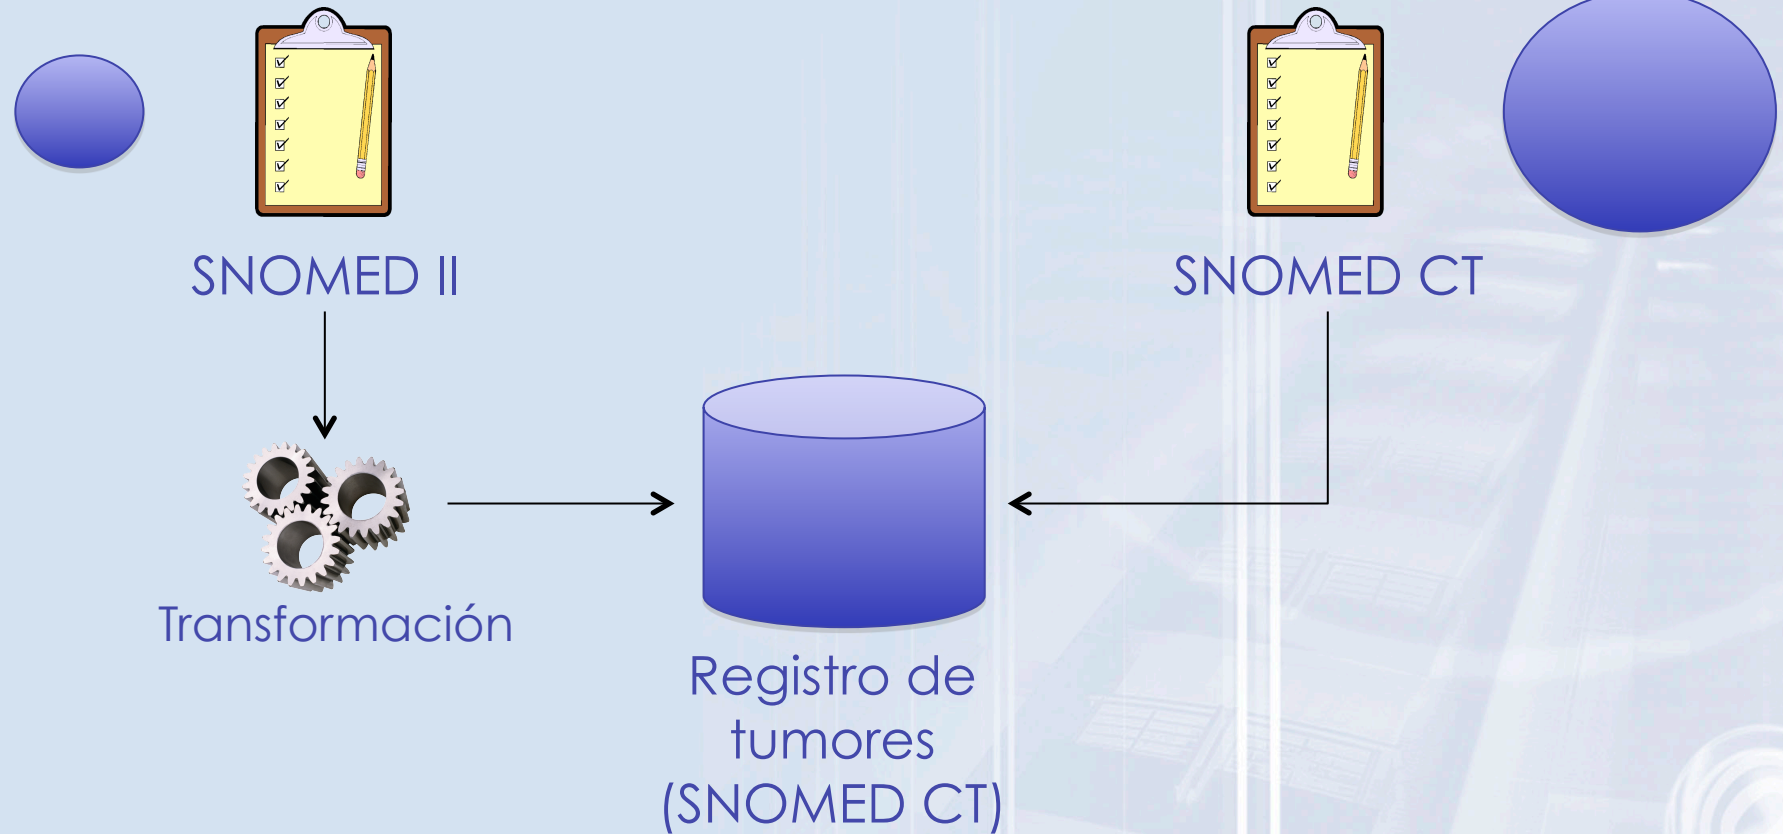 SNOMED II
SNOMED CT
Transformación
Registro de
tumores
(SNOMED CT)